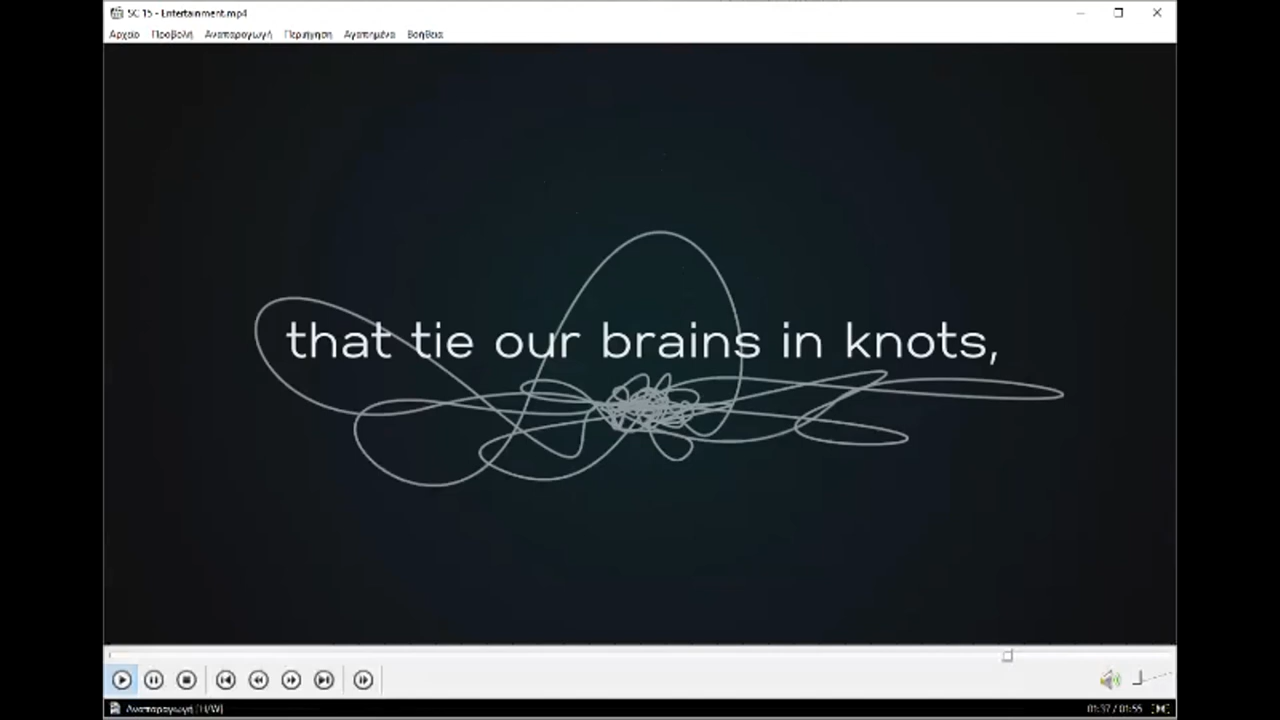 SC 15 - Entertainment.mp4
Αρχείο Προβολή Αναπαραγωγή Περιήγηση Αγαπημένα Βοήθεια
that tie our brains in knots,
Αναπαραγωγή [H/W]
01:37 / 01:55